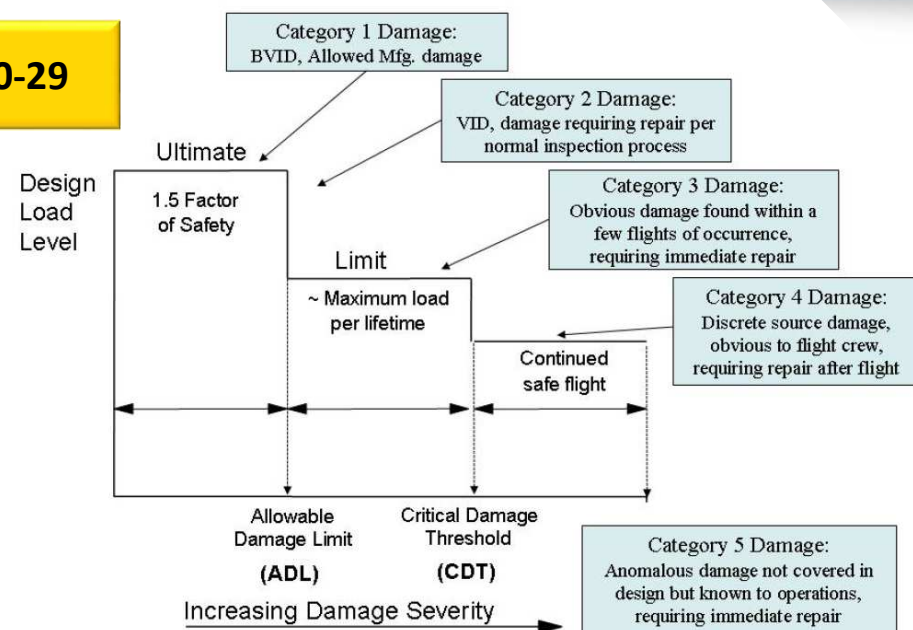 0-29
Category 1 Damage:
BVID, Allowed Mfg. damage
Category 2 Damage:
VID, damage requiring repair per
normal inspection process
Ultimate
Design
Load
Level
1.5 Factor
of Safety
Category 3 Damage:
Obvious damage found within a
few flights of occurrence,
requiring immediate repair
Limit
~ Maximum load
per lifetime
Category 4 Damage:
Discrete source damage,
obvious to flight crew,
requiring repair after flight
Continued
safe flight
Allowable
Damage Limit
(ADL)
Critical Damage
Threshold
(CDT)
Category 5 Damage:
Anomalous damage not covered in
design but known to operations,
requiring immediate repair
Increasing Damage Severity